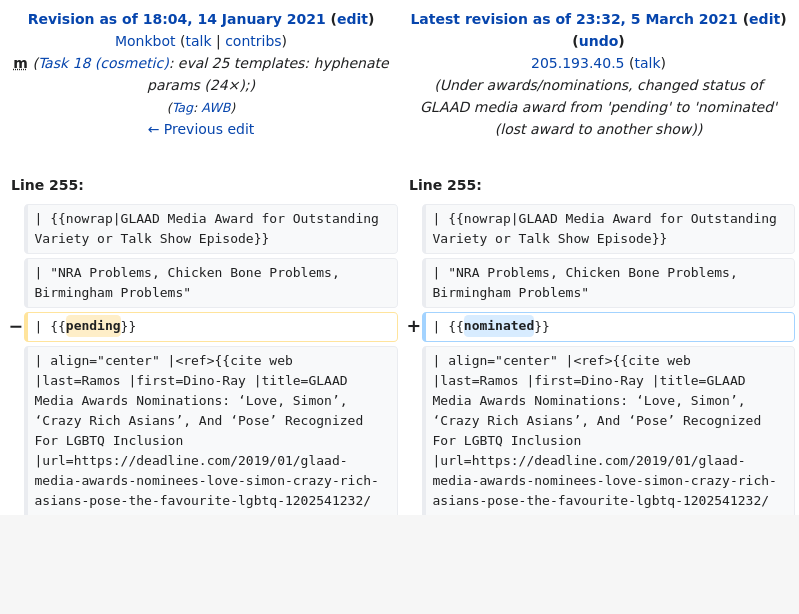 Revision as of 18:04, 14 January 2021 (edit)
Monkbot (talk | contribs)
m (Task 18 (cosmetic): eval 25 templates: hyphenate
params (24×);)
(Tag: AWB)
← Previous edit
Latest revision as of 23:32, 5 March 2021 (edit)
(undo)
205.193.40.5 (talk)
(Under awards/nominations, changed status of
GLAAD media award from 'pending' to 'nominated'
(lost award to another show))
Line 255:
| {{nowrap|GLAAD Media Award for Outstanding
Variety or Talk Show Episode}}
| "NRA Problems, Chicken Bone Problems,
Birmingham Problems"
− | {{pending}}
| align="center" |<ref>{{cite web
|last=Ramos |first=Dino-Ray |title=GLAAD
Media Awards Nominations: ‘Love, Simon’,
‘Crazy Rich Asians’, And ‘Pose’ Recognized
For LGBTQ Inclusion
|url=https://deadline.com/2019/01/glaad-
media-awards-nominees-love-simon-crazy-rich-
asians-pose-the-favourite-lgbtq-1202541232/
Line 255:
| {{nowrap|GLAAD Media Award for Outstanding
Variety or Talk Show Episode}}
| "NRA Problems, Chicken Bone Problems,
Birmingham Problems"
+ | {{nominated}}
| align="center" |<ref>{{cite web
|last=Ramos |first=Dino-Ray |title=GLAAD
Media Awards Nominations: ‘Love, Simon’,
‘Crazy Rich Asians’, And ‘Pose’ Recognized
For LGBTQ Inclusion
|url=https://deadline.com/2019/01/glaad-
media-awards-nominees-love-simon-crazy-rich-
asians-pose-the-favourite-lgbtq-1202541232/